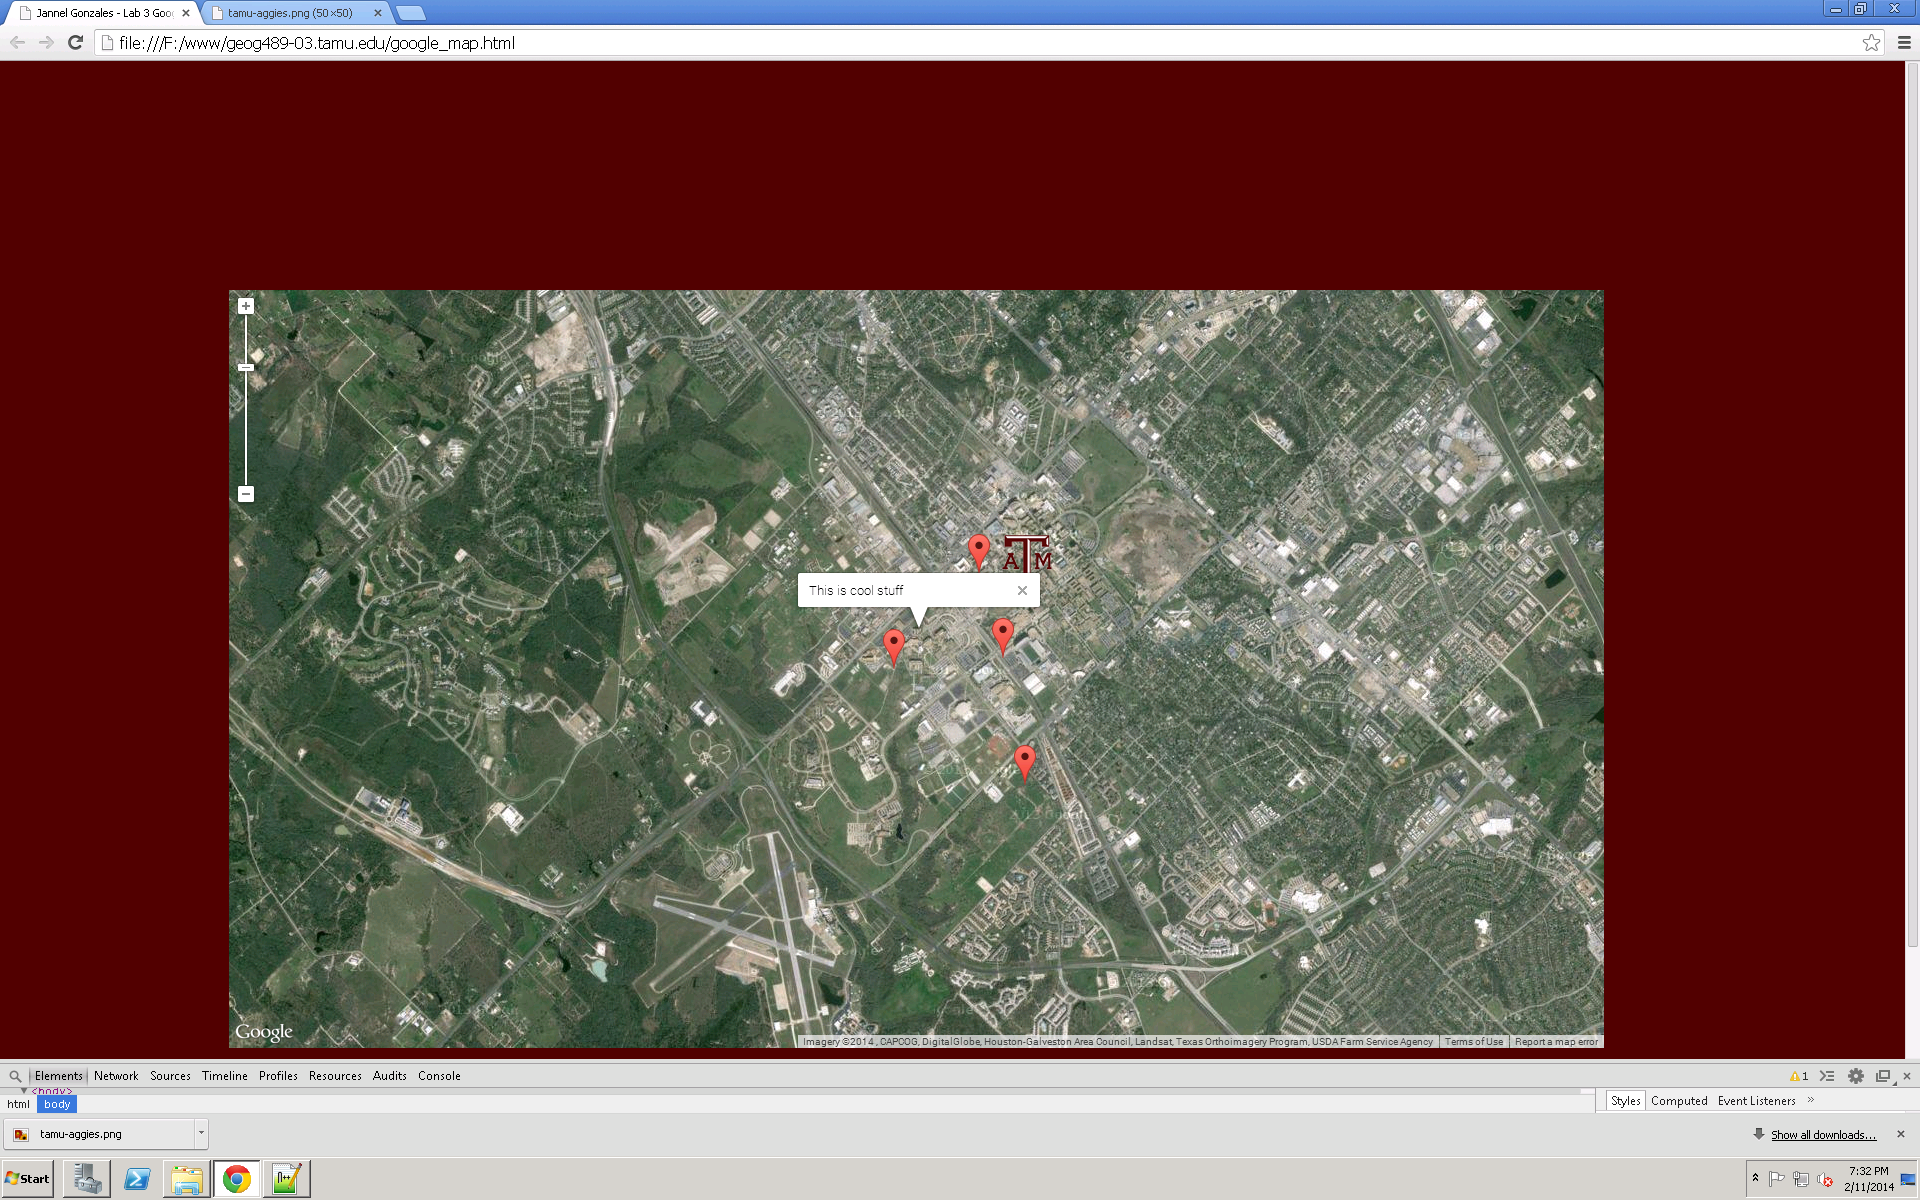 Jannel Gonzales - Lab 3 Goo
tamu-aggies.png (50×50)
file:///F:/www/geog489-03.tamu.edu/google_map.html
ATM
This is cool stuff
Google
Imagery ©2014 , CAPCOG, DigitalGlobe, Houston-Galveston Area Council, Landsat, Texas Orthoimagery Program, USDA Farm Service Agency
Terms of Use
Report a map error
Elements Network Sources Timeline Profiles Resources Audits Console
1
<body>
html body
Styles Computed Event Listeners »
tamu-aggies.png
Show all downloads...
Start
7:32 PM
2/11/2014